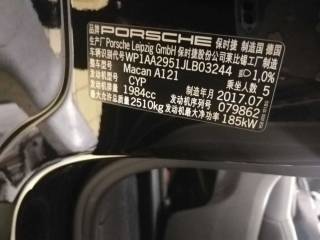 品牌 PORSCHE 保时捷 制造国 德国
生产厂 Porsche Leipzig GmbH 保时捷股份公司莱比锡工厂制造
车辆识别代号 WP1AA2951JLB03244 1,0%
整车型号 Macan A121 乘坐人数 5
发动机型号 CYP 制造年月 2017.07
发动机排量 1984cc 发动机序号 079862
最大允许总质量 2510kg 发动机最大净功率 185kW